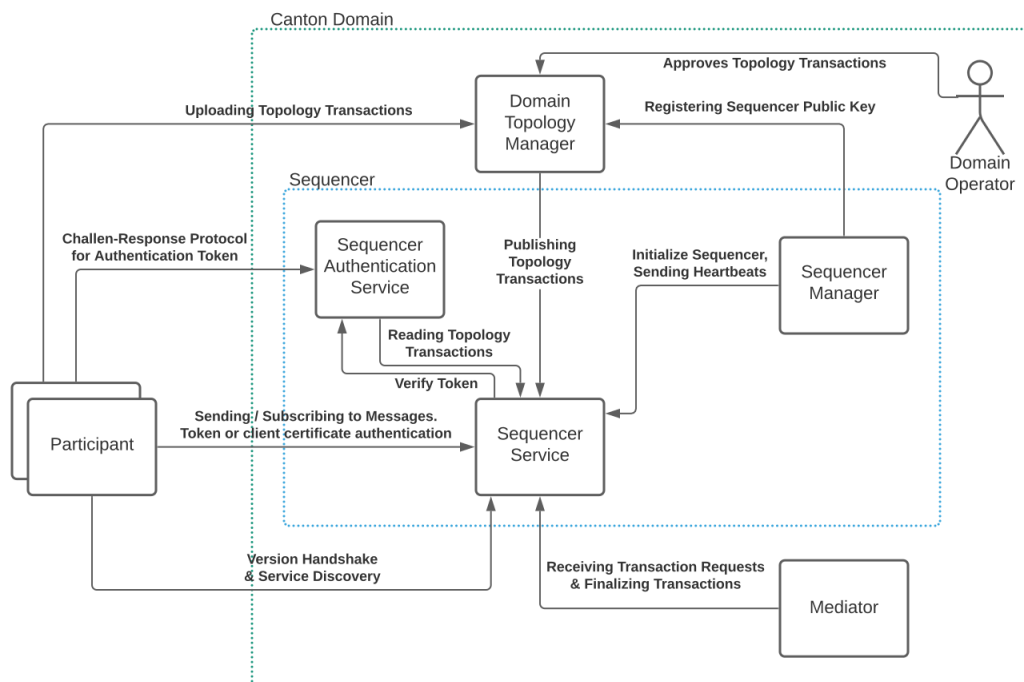 Canton Domain
Approves Topology Transactions
Uploading Topology Transactions
Domain
Topology
Manager
Registering Sequencer Public Key
Domain
Operator
Sequencer
Challen-Response Protocol
for Authentication Token
Sequencer
Authentication
Service
Publishing
Topology
Transactions
Initialize Sequencer,
Sending Heartbeats
Sequencer
Manager
Reading Topology
Transactions
Verify Token
Participant
Sending / Subscribing to Messages.
Token or client certificate authentication
Sequencer
Service
Version Handshake
& Service Discovery
Receiving Transaction Requests
& Finalizing Transactions
Mediator